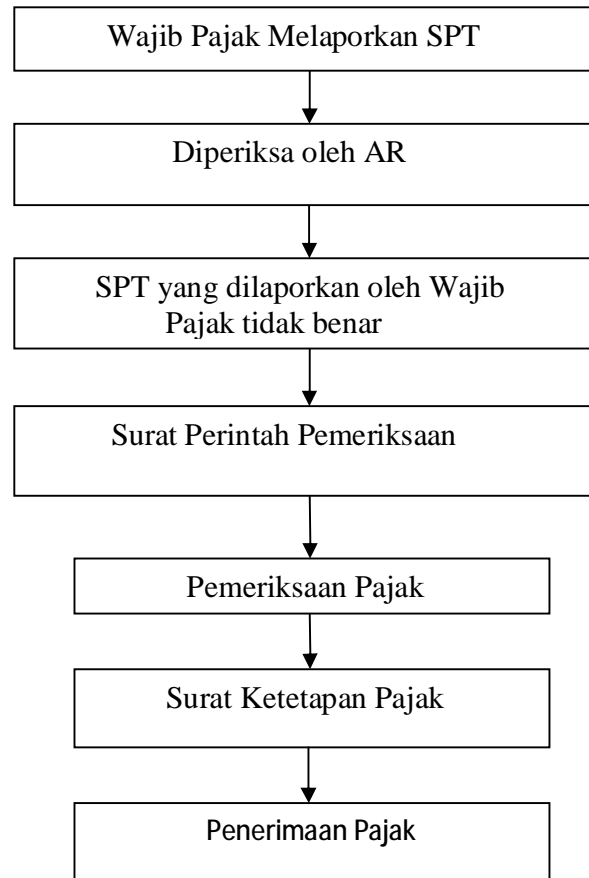 Wajib Pajak Melaporkan SPT
Diperiksa oleh AR
SPT yang dilaporkan oleh Wajib
Pajak tidak benar
Surat Perintah Pemeriksaan
Pemeriksaan Pajak
Surat Ketetapan Pajak
Penerimaan Pajak